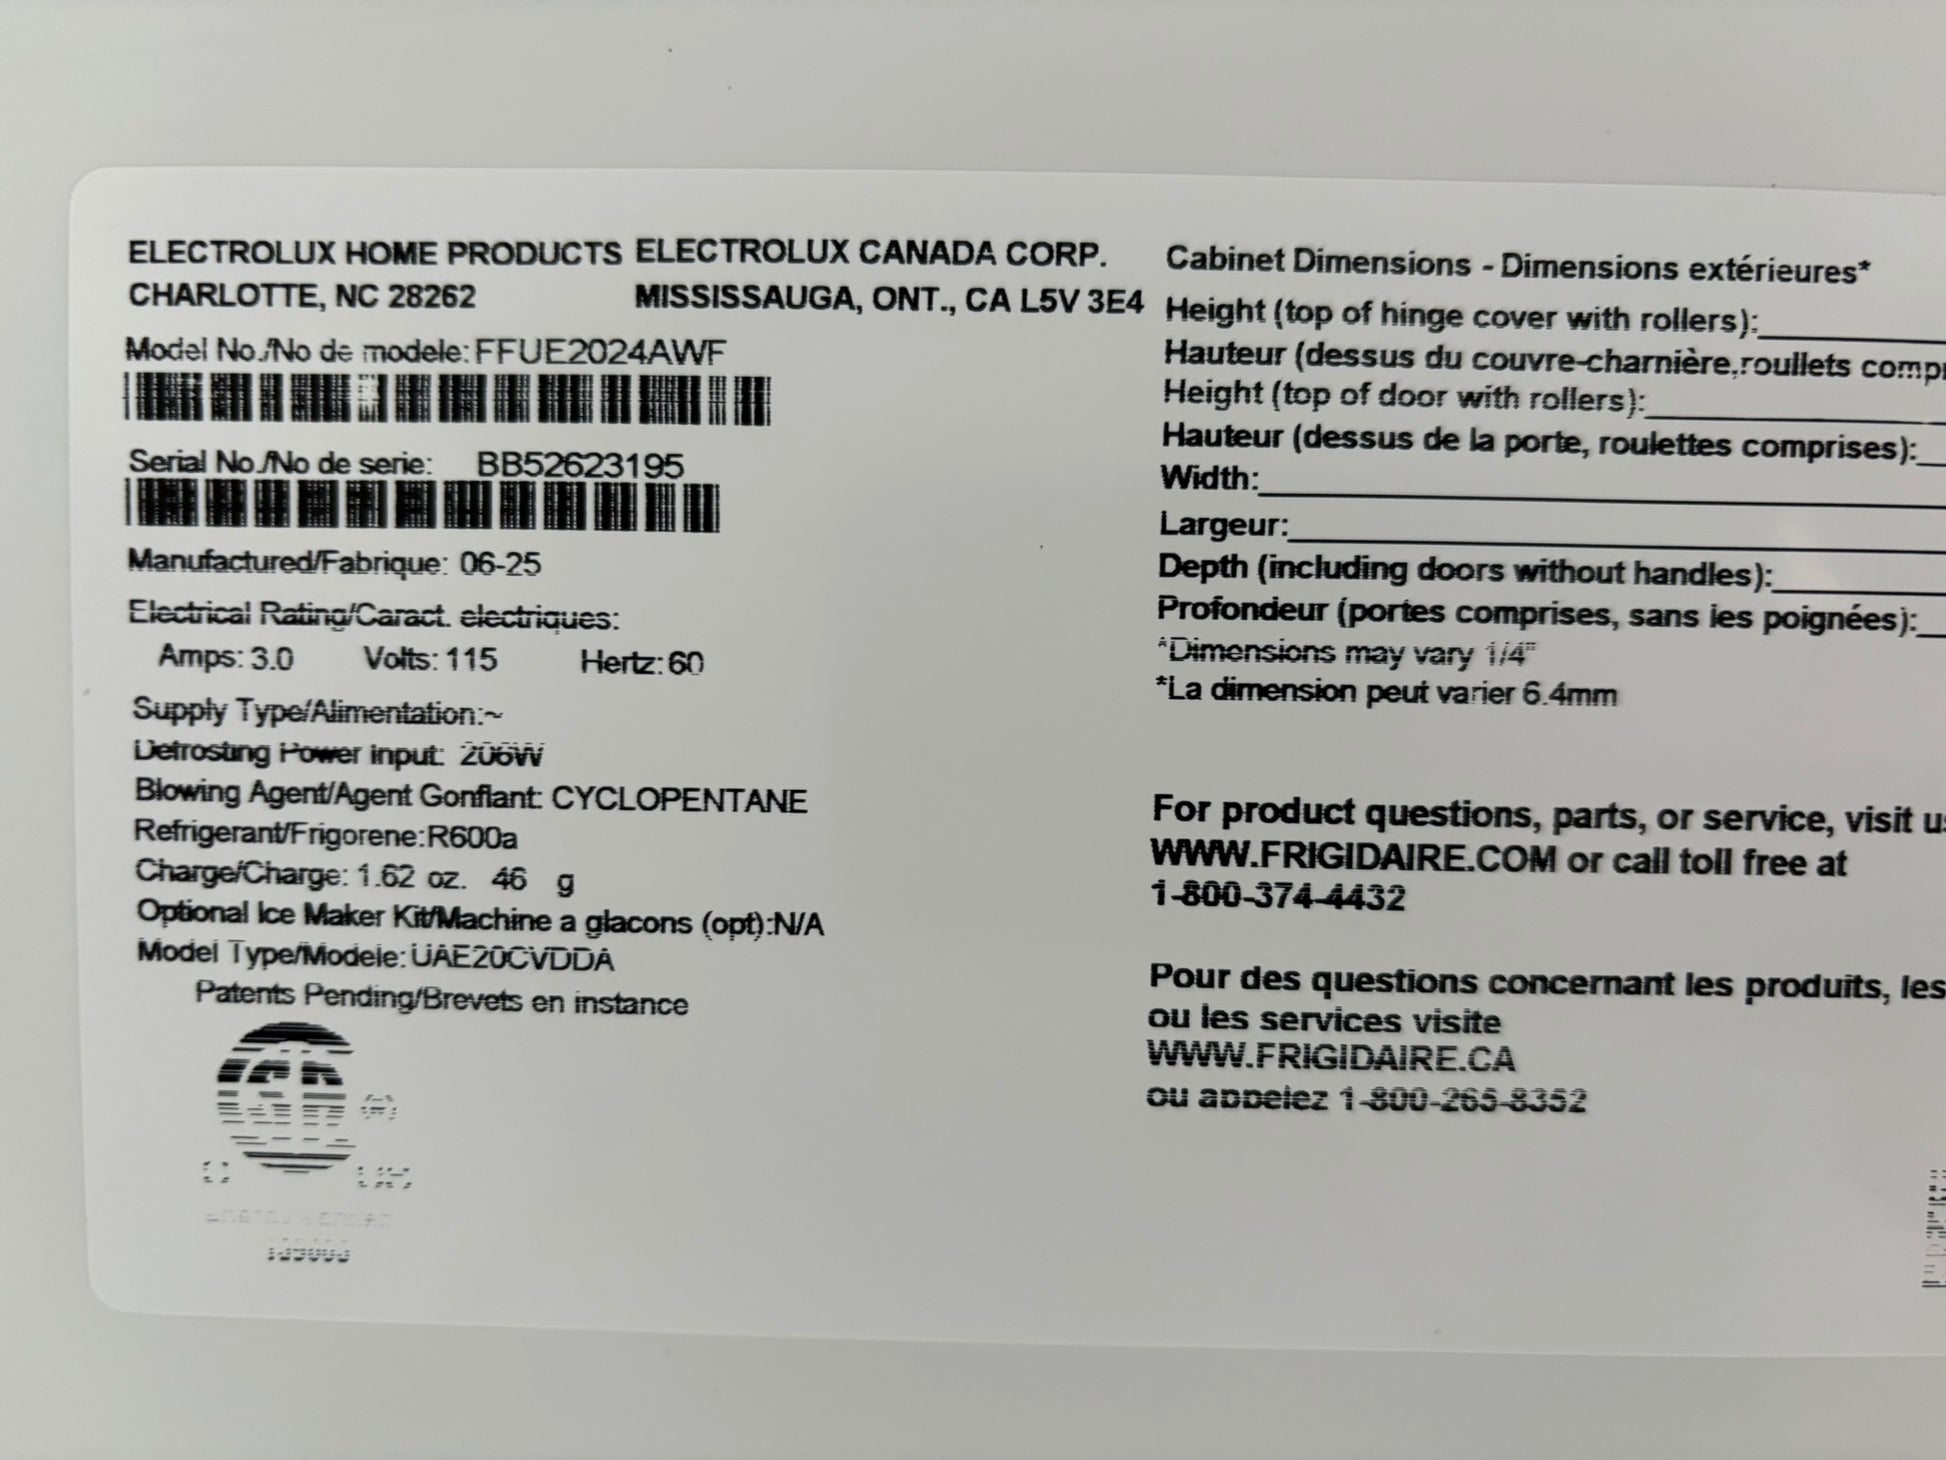 ELECTROLUX HOME PRODUCTS
CHARLOTTE, NC 28262
ELECTROLUX CANADA CORP.
MISSISSAUGA, ONT., CA L5V 3E4
Model No./No de modele: FFUE2024AWF
Serial No./No de serie: BB52623195
Manufactured/Fabrique: 06-25
Electrical Rating/Caract. electriques:
Amps: 3.0 Volts: 115 Hertz: 60
Supply Type/Alimentation:~
Defrosting Power input: 206W
Blowing Agent/Agent Gonflant: CYCLOPENTANE
Refrigerant/Frigorene: R600a
Charge/Charge: 1.62 oz. 46 g
Optional Ice Maker Kit/Machine a glacons (opt):N/A
Model Type/Modele: UAE20CVDDA
Patents Pending/Brevets en instance
Cabinet Dimensions - Dimensions extérieures*
Height (top of hinge cover with rollers):
Hauteur (dessus du couvre-charnière,roullets
Height (top of door with rollers):
Hauteur (dessus de la porte, roulettes comprises):
Width:
Largeur:
Depth (including doors without handles):
Profondeur (portes comprises, sans les poignées):
*Dimensions may vary 1/4"
*La dimension peut varier 6.4mm
For product questions, parts, or service, visit
WWW.FRIGIDAIRE.COM or call toll free at
1-800-374-4432
Pour des questions concernant les produits, les
ou les services visite
WWW.FRIGIDAIRE.CA
ou appelez 1-800-265-8352